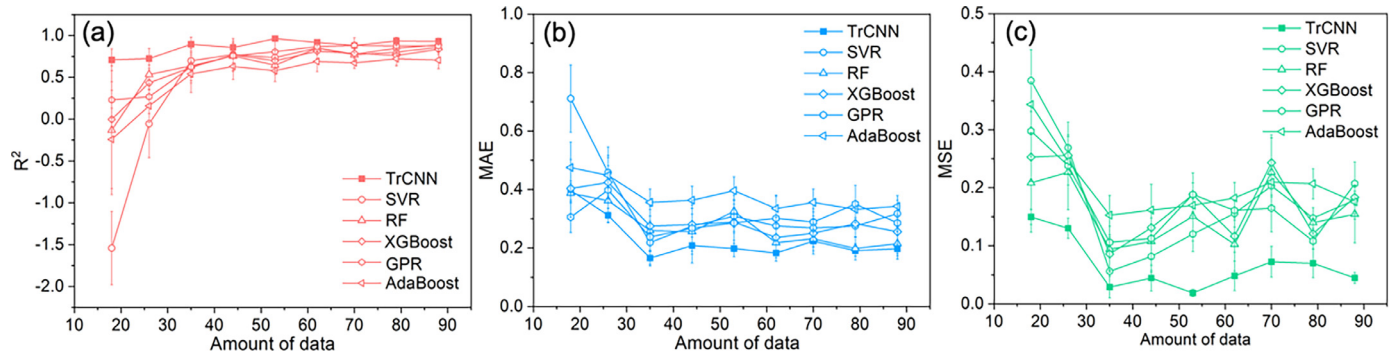 (a)
1.0
0.5
0.0
-0.5
-1.0
-1.5
-2.0
R²
TrCNN
SVR
RF
XGBoost
GPR
AdaBoost
10 20 30 40 50 60 70 80 90
Amount of data
(b)
1.0
0.8
0.6
0.4
0.2
0.0
MAE
TrCNN
SVR
RF
XGBoost
GPR
AdaBoost
10 20 30 40 50 60 70 80 90
Amount of data
(c)
0.5
0.4
0.3
0.2
0.1
0.0
MSE
TrCNN
SVR
RF
XGBoost
GPR
AdaBoost
10 20 30 40 50 60 70 80 90
Amount of data